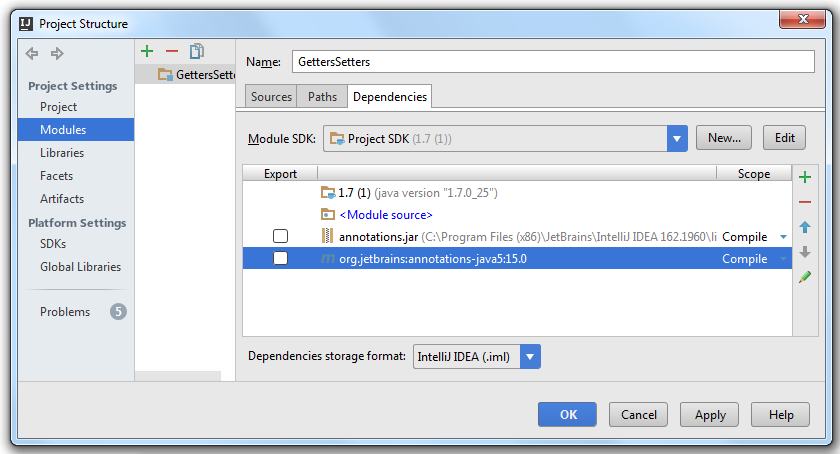 Project Structure
Project Settings
Project
Modules
Libraries
Facets
Artifacts
Platform Settings
SDKs
Global Libraries
Problems 5
GettersSette
Name: GettersSetters
Sources Paths Dependencies
Module SDK: Project SDK (1.7 (1)) New... Edit
Export Scope
1.7 (1) (java version "1.7.0_25")
<Module source>
annotations.jar (C:\Program Files (x86)\JetBrains\IntelliJ IDEA 162.1960\li Compile
org.jetbrains:annotations-java5:15.0 Compile
Dependencies storage format: IntelliJ IDEA (.iml)
OK Cancel Apply Help